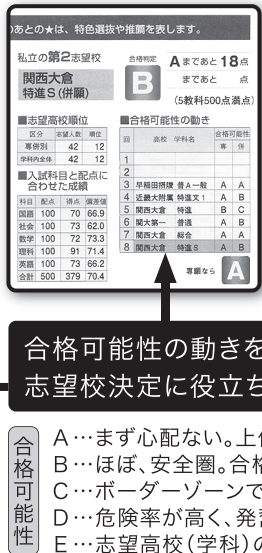 あとの★は、特色選抜や推薦を表します。
私立の第2志望校
合格判定
関西大倉
特進S(併願)
B
Aまであと18点
まであと 点
(5教科500点満点)
■志望高校順位
区分 志望人数 順位
専併別 42 12
学科内全体 42 12
■入試科目と配点に
合わせた成績
科目 配点 得点 偏差値
国語 100 70 66.9
社会 100 73 62.0
数学 100 72 73.3
理科 100 91 71.4
英語 100 73 66.2
合計 500 379 70.4
■合格可能性の動き
回 高校 学科名 合格可能性
専 併
1
2
3 早稲田摂陵 普A一般 A A
4 近畿大附属 特進文1 A A
5 関西大倉 特進 B C
6 関大第一 普通 A B
7 関西大倉 総合 A A
8 関西大倉 特進S A B
専願なら A
合格可能性の動きを
志望校決定に役立ち
合格可能性
A…まず心配ない。上
B…ほぼ、安全圏。合格
C…ボーダーゾーンで
D…危険率が高く、発
E…志望高校(学科)の